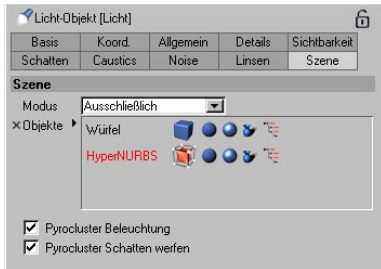 Licht-Objekt [Licht]
Basis Koord. Allgemein Details Sichtbarkeit
Schatten Caustics Noise Linsen Szene
Szene
Modus Ausschließlich
Objekte Würfel
HyperNURBS
Pyrocluster Beleuchtung
Pyrocluster Schatten werfen